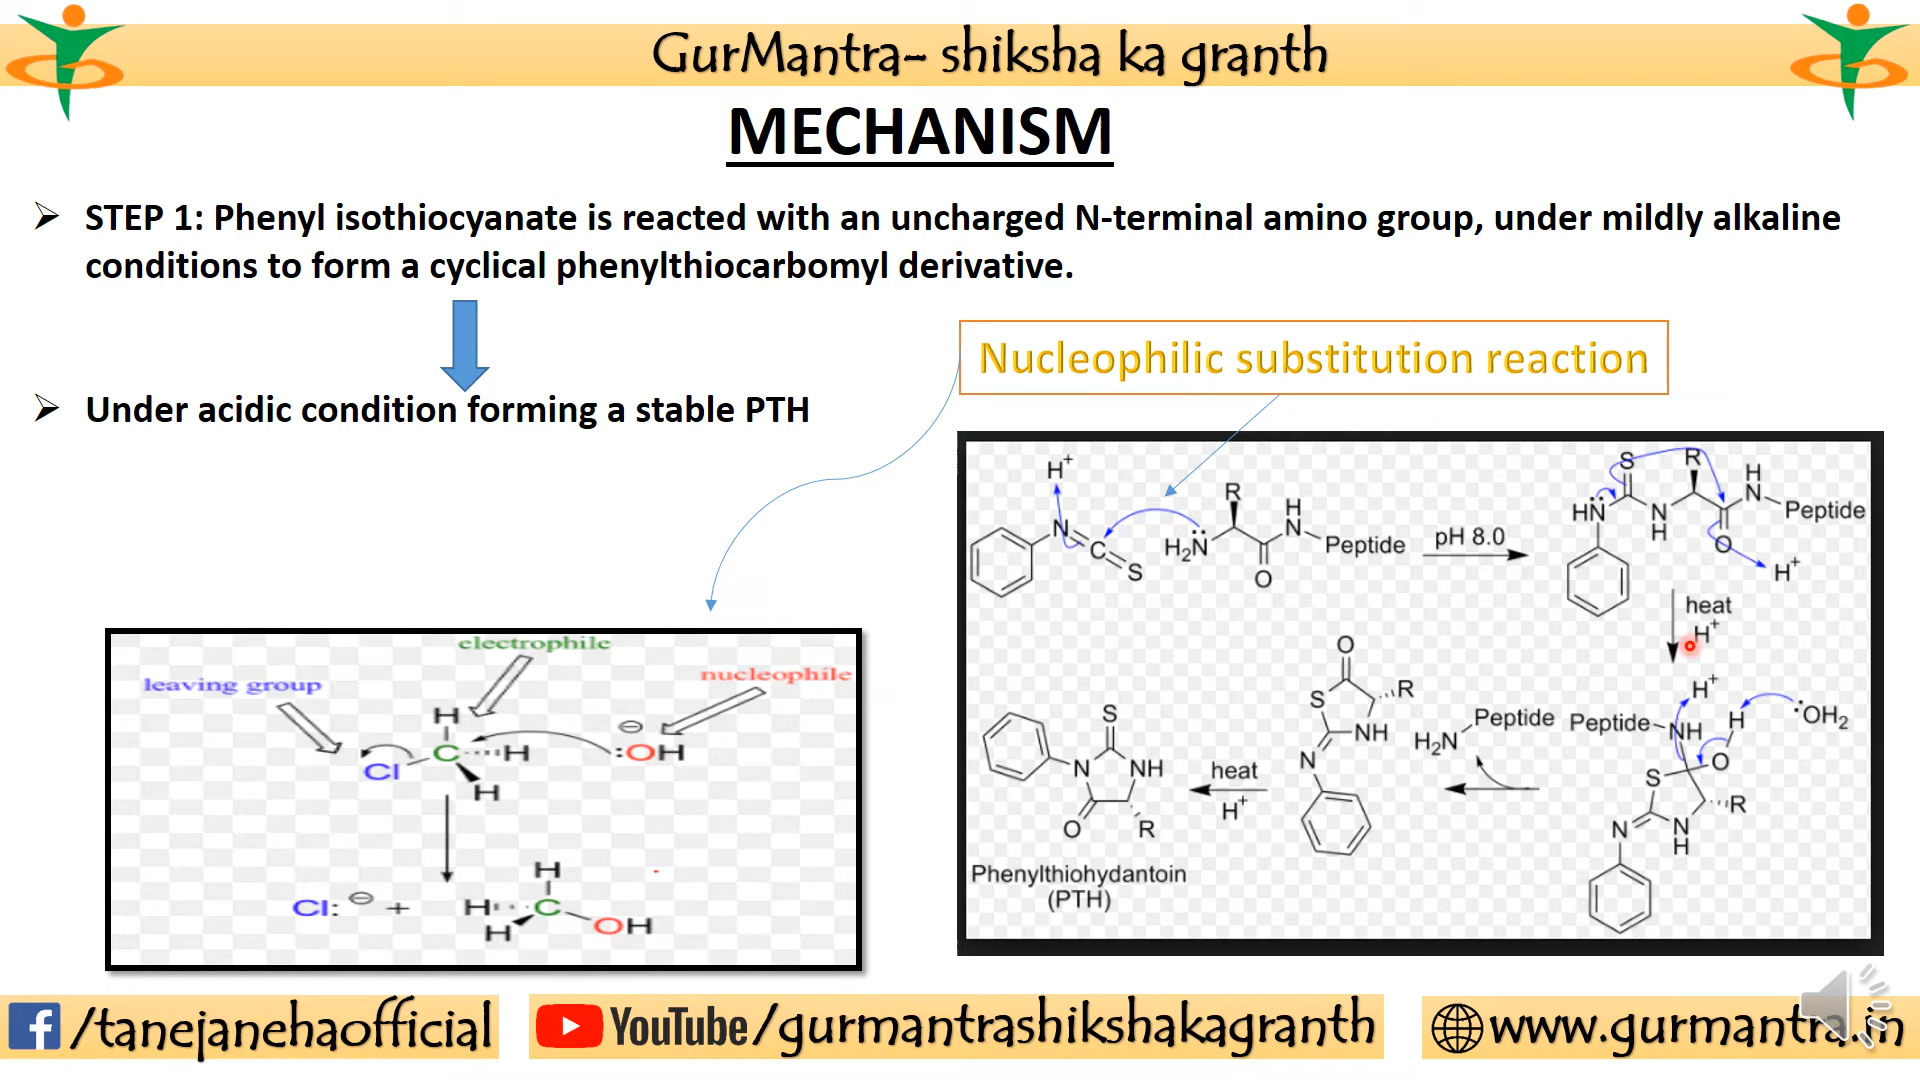 GurMantra- shiksha ka granth
MECHANISM
STEP 1: Phenyl isothiocyanate is reacted with an uncharged N-terminal amino group, under mildly alkaline
conditions to form a cyclical phenylthiocarbomyl derivative.
Nucleophilic substitution reaction
Under acidic condition forming a stable PTH
H+
N
C
S
H2N
R
H
N
Peptide
O
pH 8.0
S
R
H
N
Peptide
HN
N
H
O
H+
heat
H+
H+
Peptide
NH
H
:OH2
O
S
R
N
N
H
Peptide
H2N
O
S
R
NH
N
heat
H+
S
N
NH
O
R
Phenylthiohydantoin
(PTH)
electrophile
leaving group
nucleophile
H
C
H
:OH
Cl
H
H
Cl: ⊖ +
H
C
H
OH
/tanejanehaofficial
YouTube /gurmantrashikshakagranth
www.gurmantra.in